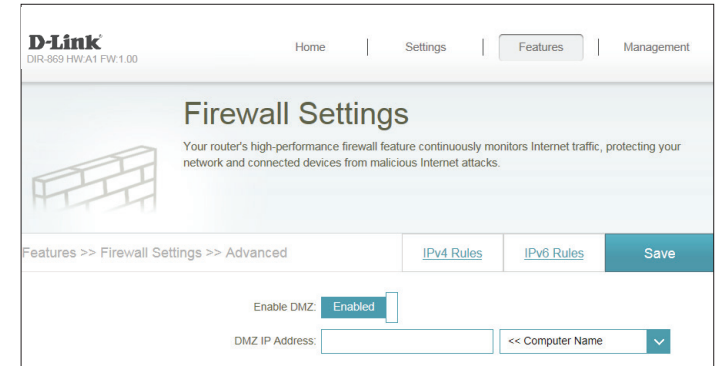 D-Link
DIR-869 HW:A1 FW:1.00
Home | Settings | Features | Management
Firewall Settings
Your router's high-performance firewall feature continuously monitors Internet traffic, protecting your
network and connected devices from malicious Internet attacks.
Features >> Firewall Settings >> Advanced IPv4 Rules IPv6 Rules Save
Enable DMZ: Enabled
DMZ IP Address: << Computer Name